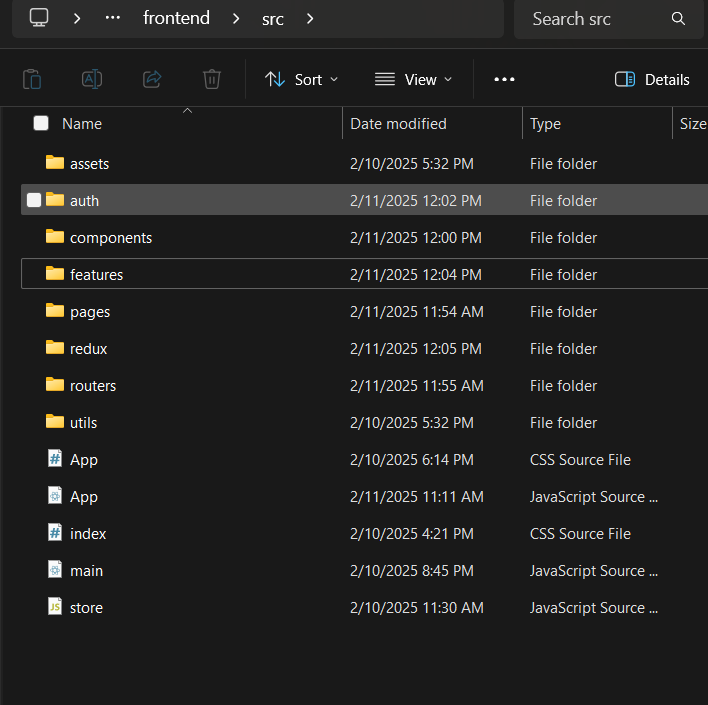 ··· frontend src Search src
Sort View ··· Details
Name Date modified Type Size
assets 2/10/2025 5:32 PM File folder
auth 2/11/2025 12:02 PM File folder
components 2/11/2025 12:00 PM File folder
features 2/11/2025 12:04 PM File folder
pages 2/11/2025 11:54 AM File folder
redux 2/11/2025 12:05 PM File folder
routers 2/11/2025 11:55 AM File folder
utils 2/10/2025 5:32 PM File folder
# App 2/10/2025 6:14 PM CSS Source File
App 2/11/2025 11:11 AM JavaScript Source ...
# index 2/10/2025 4:21 PM CSS Source File
main 2/10/2025 8:45 PM JavaScript Source ...
JS store 2/10/2025 11:30 AM JavaScript Source ...